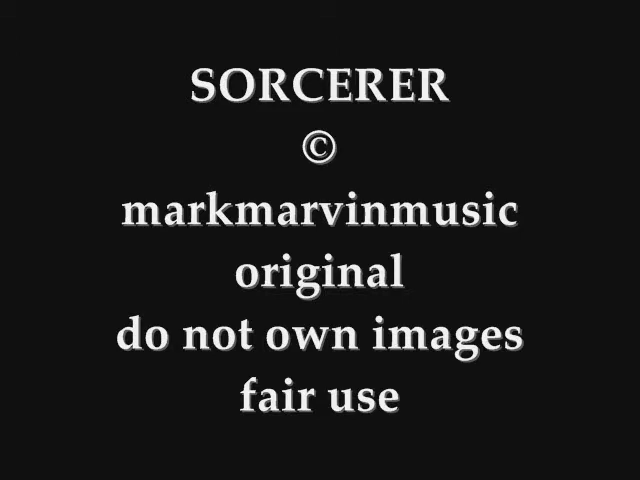 SORCERER
©
markmarvinmusic
original
do not own images
fair use